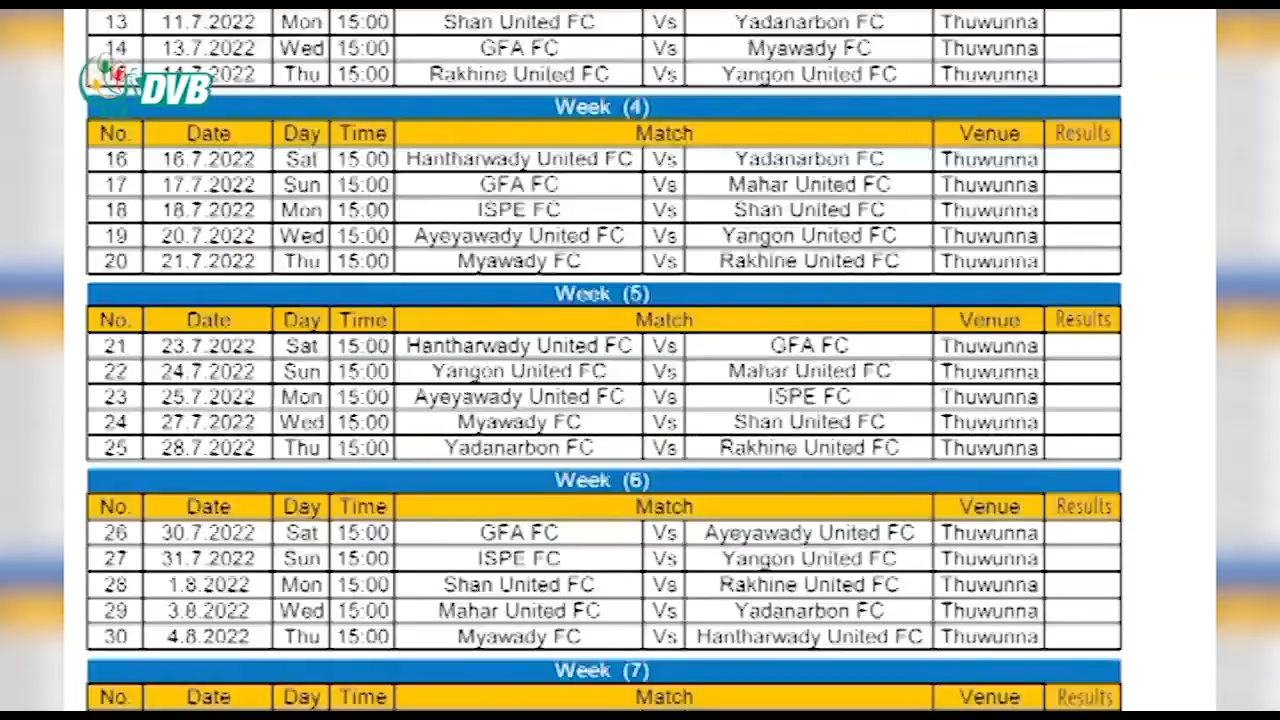 13 11.7.2022 Mon 15:00 Shan United FC Vs Yadanarbon FC Thuwunna
14 13.7.2022 Wed 15:00 GFA FC Vs Myawady FC Thuwunna
DVB
Thu 15:00 Rakhine United FC Vs Yangon United FC Thuwunna
Week (4)
No. Date Day Time Match Venue Results
16 16.7.2022 Sat 15:00 Hantharwady United FC Vs Yadanarbon FC Thuwunna
17 17.7.2022 Sun 15:00 GFA FC Vs Mahar United FC Thuwunna
18 18.7.2022 Mon 15:00 ISPE FC Vs Shan United FC Thuwunna
19 20.7.2022 Wed 15:00 Ayeyawady United FC Vs Yangon United FC Thuwunna
20 21.7.2022 Thu 15:00 Myawady FC Vs Rakhine United FC Thuwunna
Week (5)
No. Date Day Time Match Venue Results
21 23.7.2022 Sat 15:00 Hantharwady United FC Vs GFA FC Thuwunna
22 24.7.2022 Sun 15:00 Yangon United FC Vs Mahar United FC Thuwunna
23 25.7.2022 Mon 15:00 Ayeyawady United FC Vs ISPE FC Thuwunna
24 27.7.2022 Wed 15:00 Myawady FC Vs Shan United FC Thuwunna
25 28.7.2022 Thu 15:00 Yadanarbon FC Vs Rakhine United FC Thuwunna
Week (6)
No. Date Day Time Match Venue Results
26 30.7.2022 Sat 15:00 GFA FC Vs Ayeyawady United FC Thuwunna
27 31.7.2022 Sun 15:00 ISPE FC Vs Yangon United FC Thuwunna
28 1.8.2022 Mon 15:00 Shan United FC Vs Rakhine United FC Thuwunna
29 3.8.2022 Wed 15:00 Mahar United FC Vs Yadanarbon FC Thuwunna
30 4.8.2022 Thu 15:00 Myawady FC Vs Hantharwady United FC Thuwunna
Week (7)
No. Date Day Time Match Venue Results